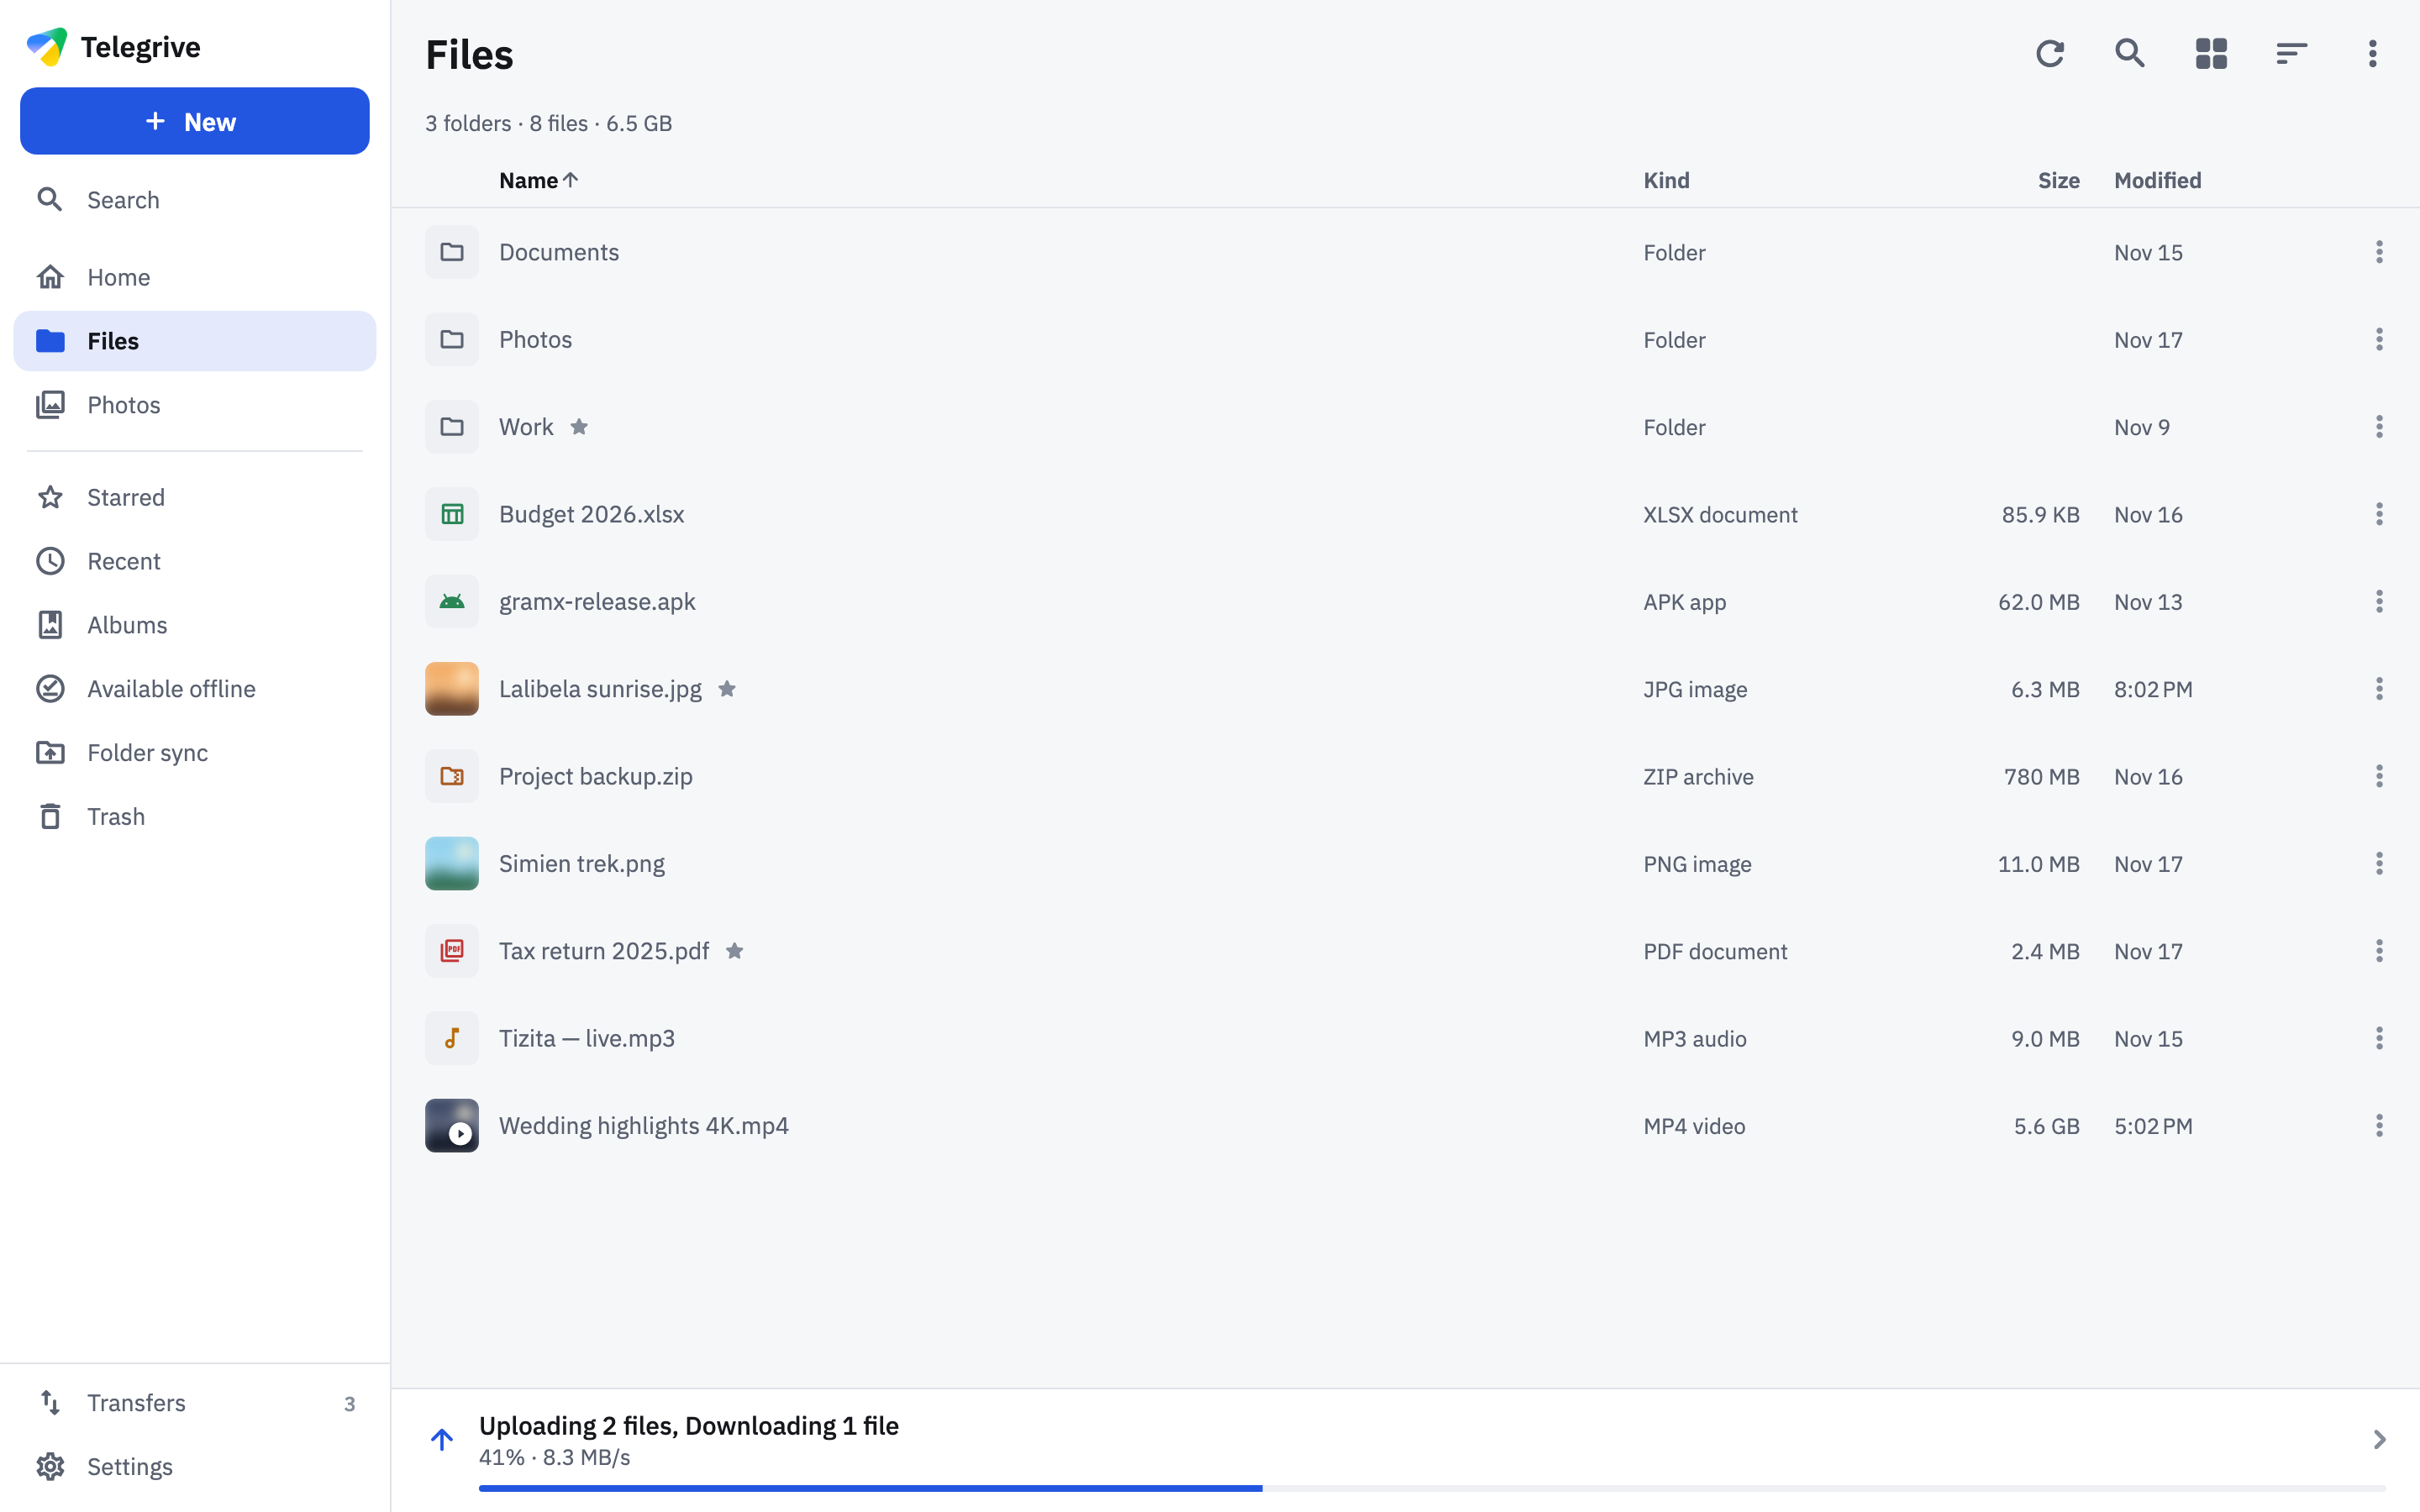 Telegrive
+ New
Search
Home
Files
Photos
Starred
Recent
Albums
Available offline
Folder sync
Trash
Transfers 3
Settings
Files
3 folders · 8 files · 6.5 GB
Name↑ Kind Size Modified
Documents Folder Nov 15
Photos Folder Nov 17
Work Folder Nov 9
Budget 2026.xlsx XLSX document 85.9 KB Nov 16
gramx-release.apk APK app 62.0 MB Nov 13
Lalibela sunrise.jpg JPG image 6.3 MB 8:02 PM
Project backup.zip ZIP archive 780 MB Nov 16
Simien trek.png PNG image 11.0 MB Nov 17
PDF Tax return 2025.pdf PDF document 2.4 MB Nov 17
Tizita — live.mp3 MP3 audio 9.0 MB Nov 15
Wedding highlights 4K.mp4 MP4 video 5.6 GB 5:02 PM
Uploading 2 files, Downloading 1 file
41% · 8.3 MB/s